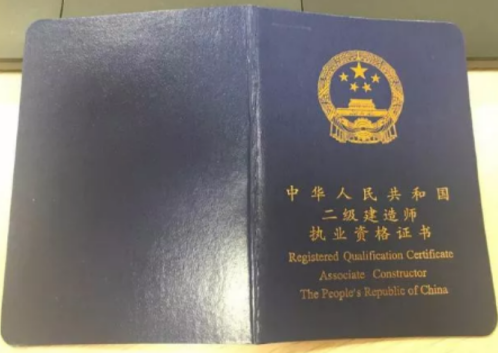 中华人民共和国
二级建造师
执业资格证书
Registered Qualification Certificate
Associate Constructor
The People's Republic of China